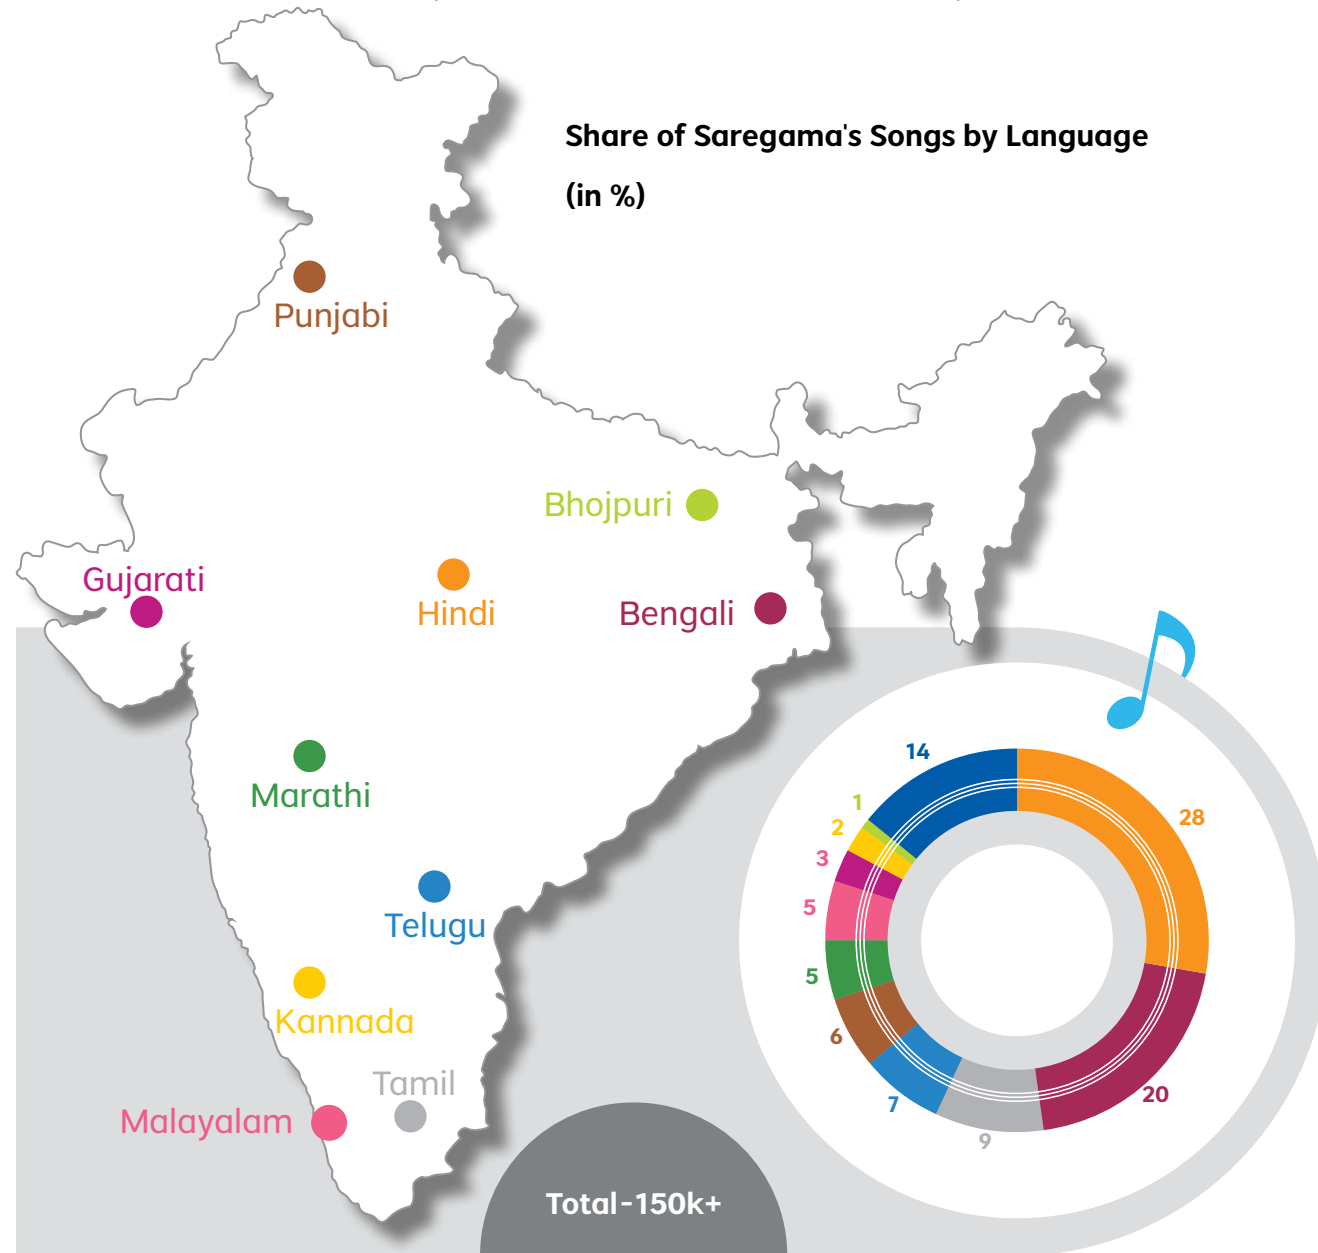 Share of Saregama's Songs by Language
(in %)
Punjabi
Bhojpuri
Gujarati
Hindi
Bengali
Marathi
Telugu
Kannada
Tamil
Malayalam
14
1
28
2
3
5
5
6
7
20
9
Total-150k+